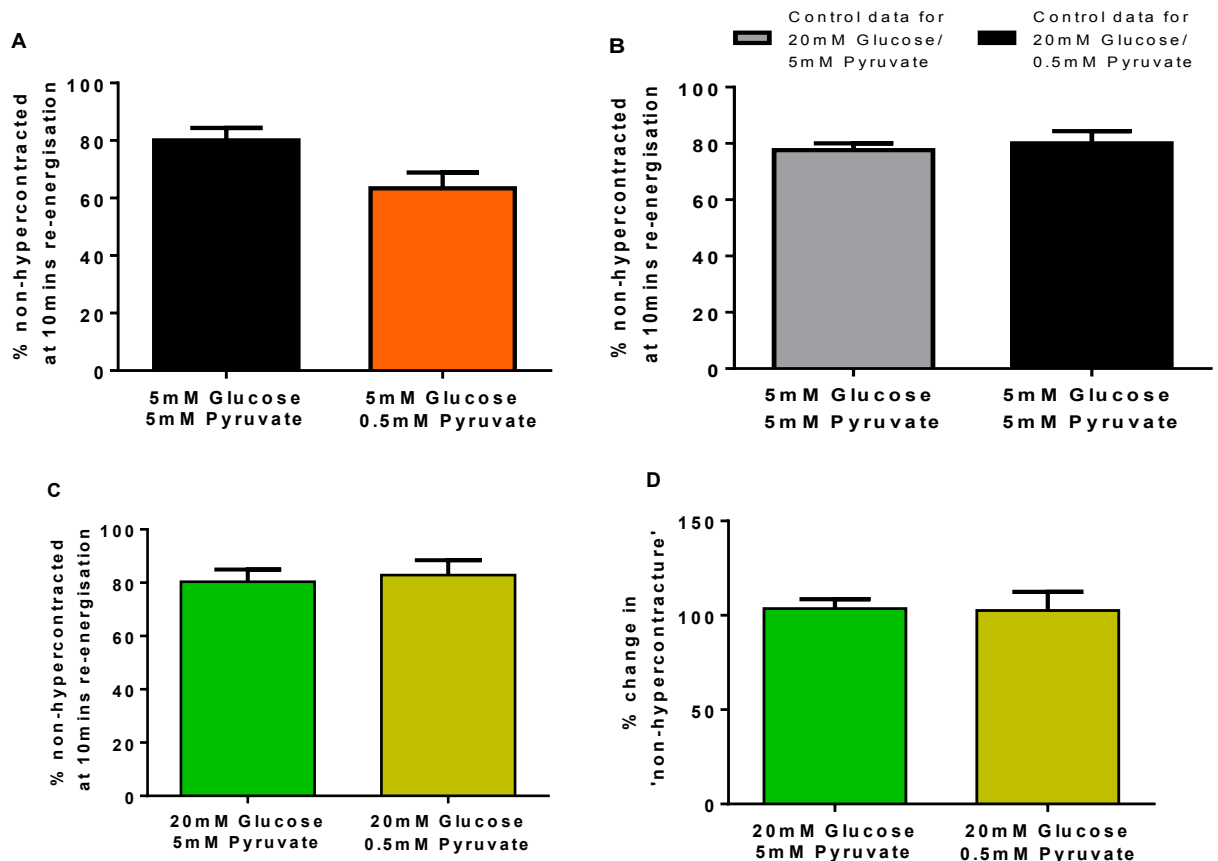 A
% non-hypercontracted
at 10mins re-energisation
100
80
60
40
20
0
5mM Glucose
5mM Pyruvate
5mM Glucose
0.5mM Pyruvate
B
Control data for
20mM Glucose/
5mM Pyruvate
Control data for
20mM Glucose/
0.5mM Pyruvate
% non-hypercontracted
at 10mins re-energisation
100
80
60
40
20
0
5mM Glucose
5mM Pyruvate
5mM Glucose
5mM Pyruvate
C
% non-hypercontracted
at 10mins re-energisation
100
80
60
40
20
0
20mM Glucose
5mM Pyruvate
20mM Glucose
0.5mM Pyruvate
D
% change in
'non-hypercontracture'
150
100
50
0
20mM Glucose
5mM Pyruvate
20mM Glucose
0.5mM Pyruvate